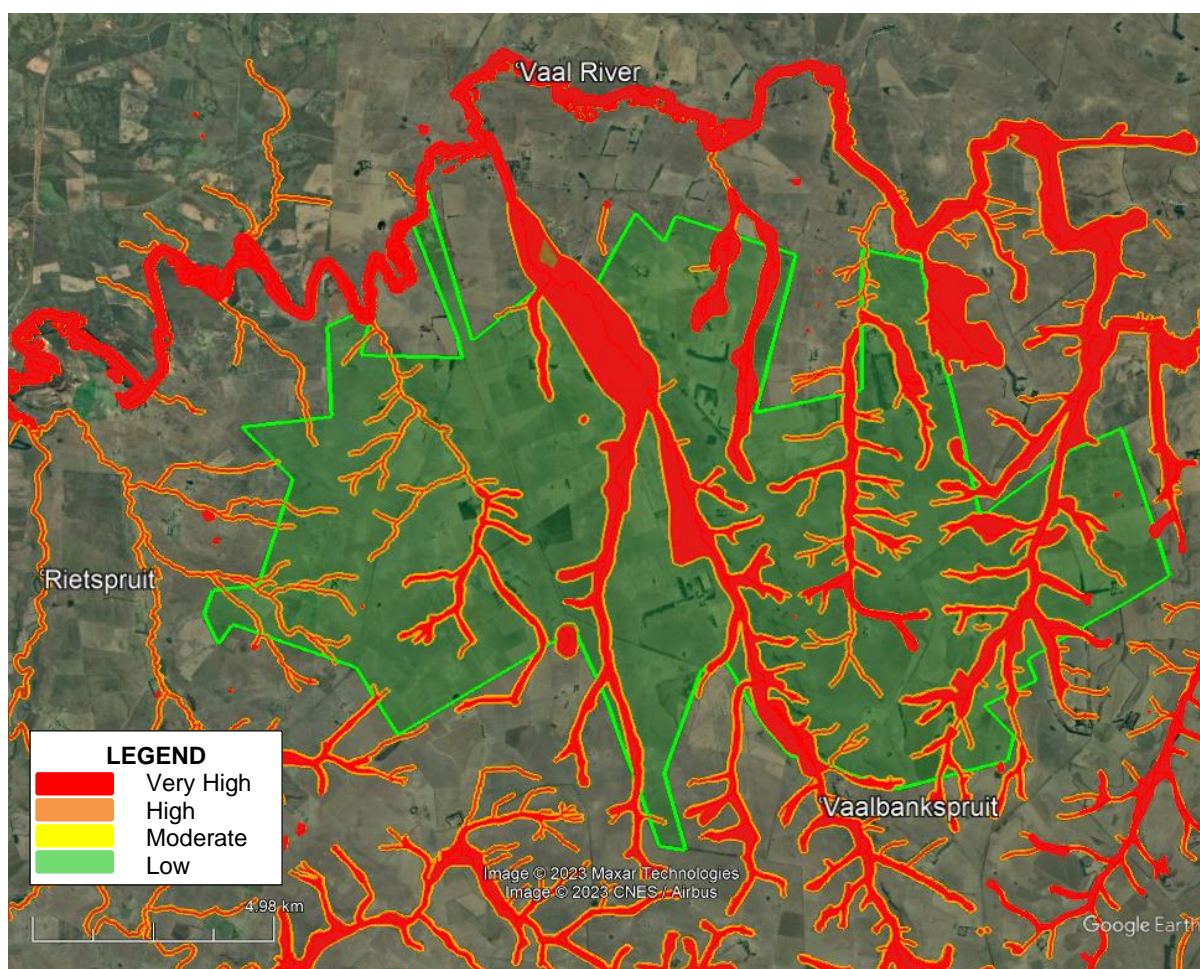 Vaal River
Rietspruit
LEGEND
Very High
High
Moderate
Low
Vaalbankspruit
Image © 2023 Maxar Technologies
Image © 2023 CNES / Airbus
4.98 km
Google Earth